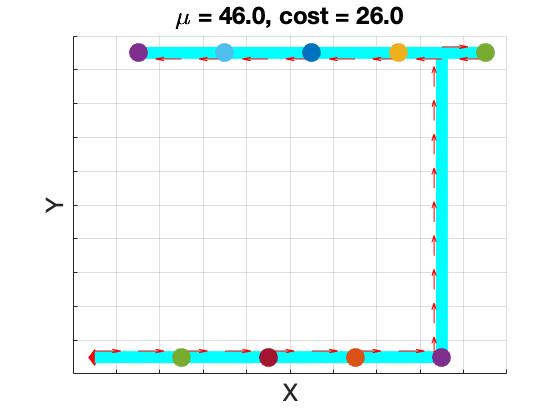 μ = 46.0, cost = 26.0
Y
X